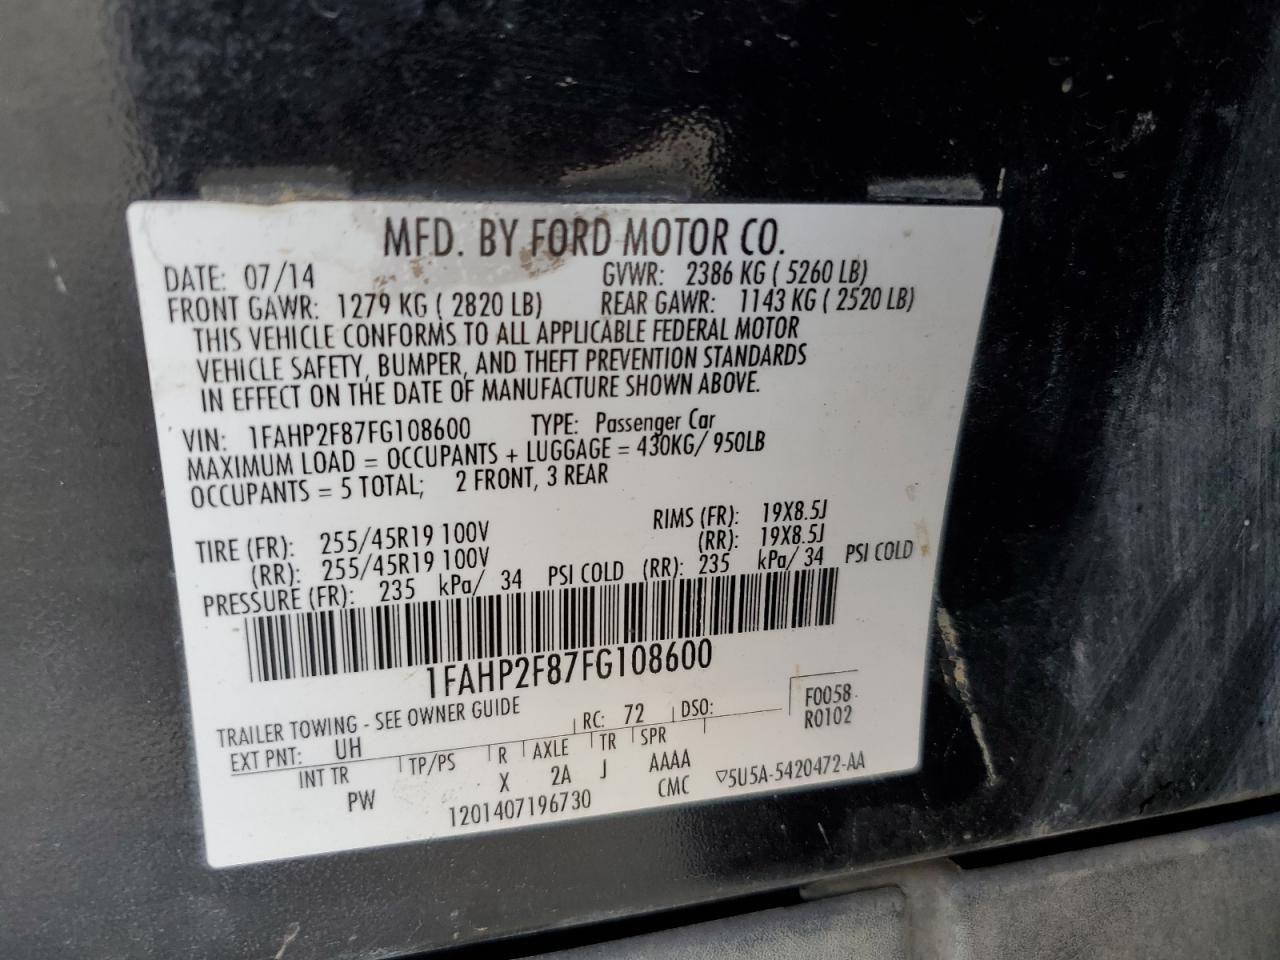 MFD. BY FORD MOTOR CO.
DATE: 07/14 GVWR: 2386 KG ( 5260 LB)
FRONT GAWR: 1279 KG ( 2820 LB) REAR GAWR: 1143 KG ( 2520 LB)
THIS VEHICLE CONFORMS TO ALL APPLICABLE FEDERAL MOTOR
VEHICLE SAFETY, BUMPER, AND THEFT PREVENTION STANDARDS
IN EFFECT ON THE DATE OF MANUFACTURE SHOWN ABOVE.
VIN: 1FAHP2F87FG108600 TYPE: Passenger Car
MAXIMUM LOAD = OCCUPANTS + LUGGAGE = 430KG/ 950LB
OCCUPANTS = 5 TOTAL; 2 FRONT, 3 REAR
TIRE (FR): 255/45R19 100V RIMS (FR): 19X8.5J
(RR): 255/45R19 100V (RR): 19X8.5J
PRESSURE (FR): 235 kPa/ 34 PSI COLD (RR): 235 kPa/ 34 PSI COLD
1FAHP2F87FG108600
TRAILER TOWING - SEE OWNER GUIDE
EXT PNT: UH RC: 72 DSO: F0058
R0102
INT TR TP/PS R AXLE TR SPR
PW X 2A J AAAA
1201407196730 CMC ▽5U5A-5420472-AA